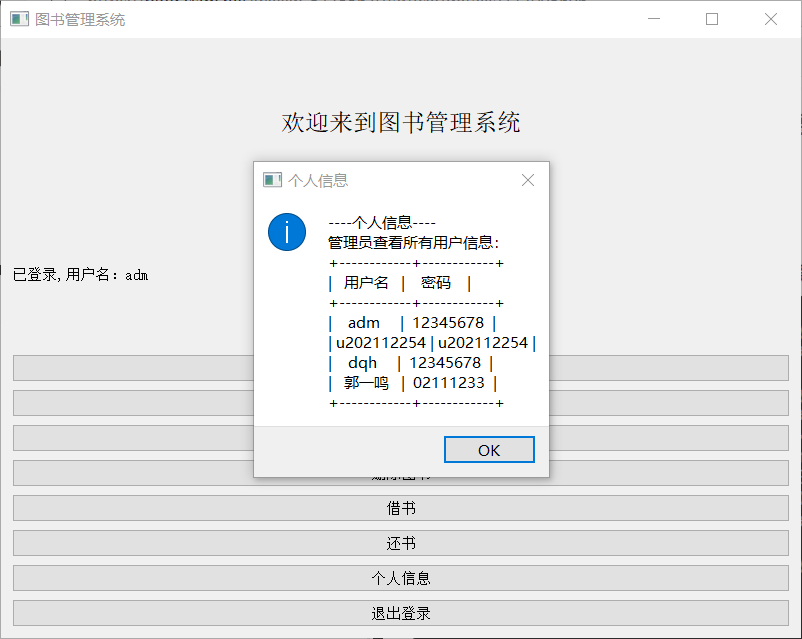 图书管理系统
欢迎来到图书管理系统
个人信息
----个人信息----
管理员查看所有用户信息：
+------------+------------+
| 用户名 | 密码 |
+------------+------------+
| adm | 12345678 |
| u202112254 | u202112254 |
| dqh | 12345678 |
| 郭一鸣 | 02111233 |
+------------+------------+
OK
已登录,用户名：adm
借书
还书
个人信息
退出登录